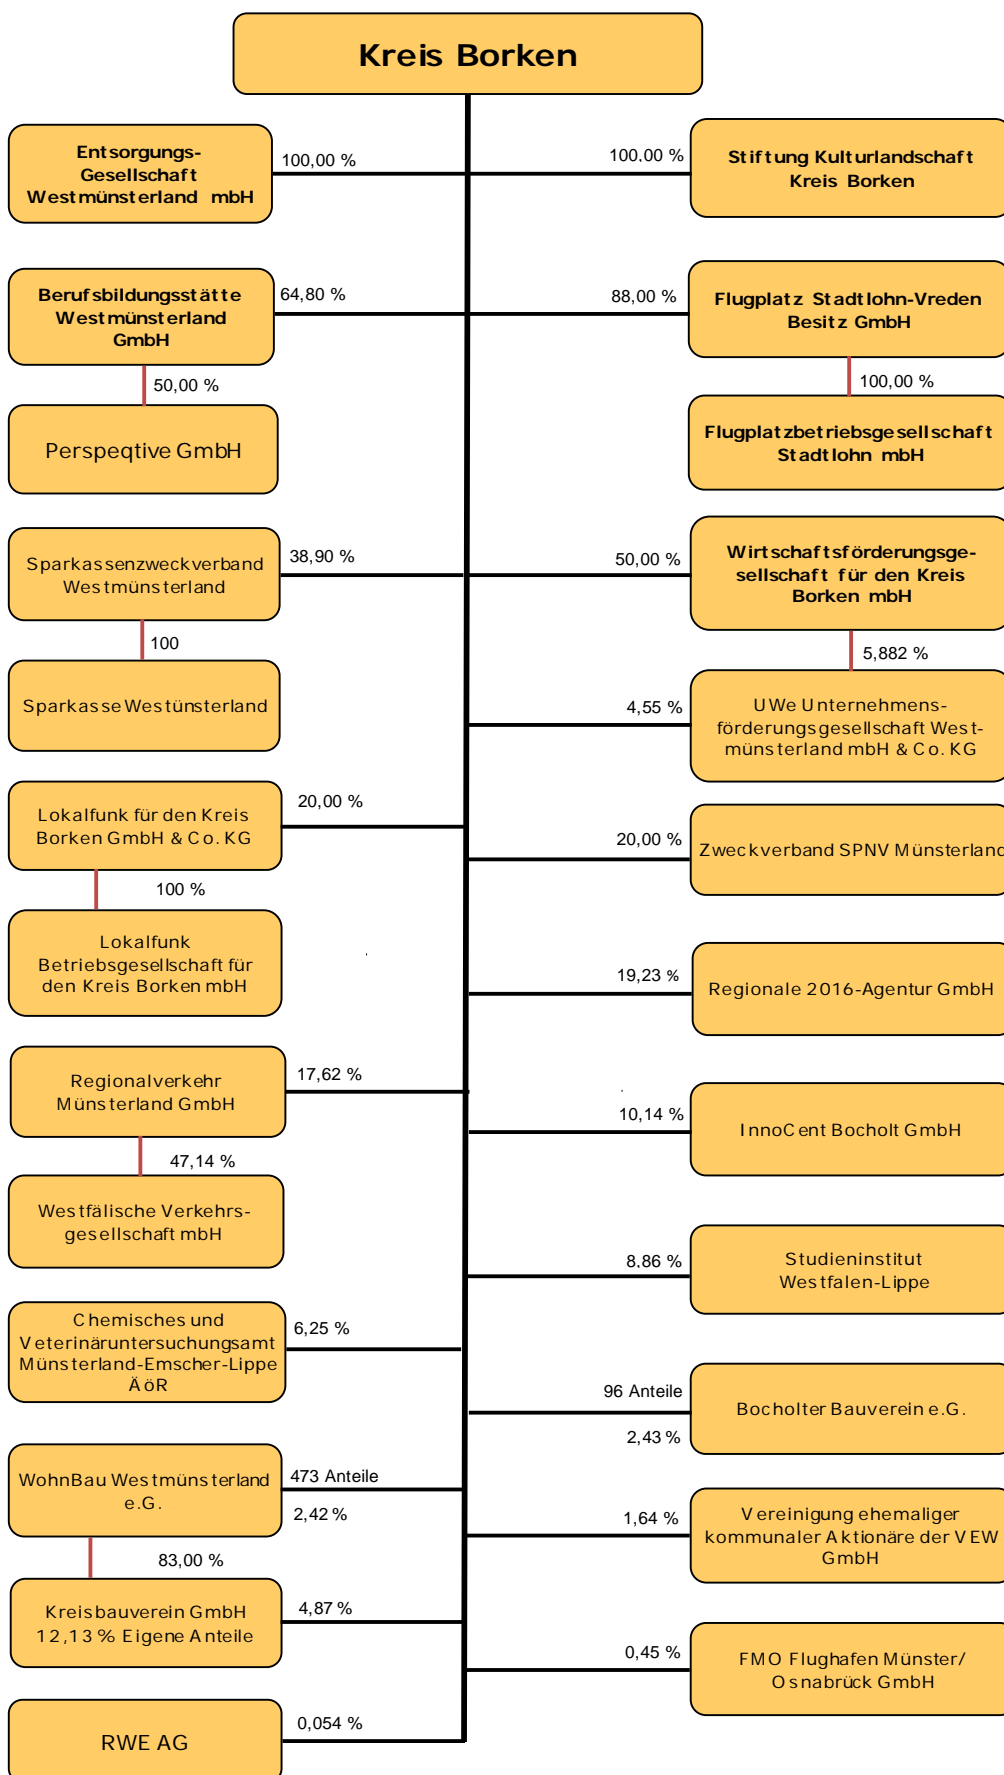 Kreis Borken
Entsorgungs-
Gesellschaft
Westmünsterland mbH
100,00 %
100.00 %
Stiftung Kulturlandschaft
Kreis Borken
Berufsbildungsstätte
Westmünsterland
GmbH
64,80 %
88,00 %
Flugplatz Stadtlohn-Vreden
Besitz GmbH
50,00 %
100,00 %
Perspeqtive GmbH
Flugplatzbetriebsgesellschaft
Stadtlohn mbH
Sparkassenzweckverband
Westmünsterland
38,90 %
50,00 %
Wirtschaftsförderungsge-
sellschaft für den Kreis
Borken mbH
100
5,882 %
Sparkasse Westünsterland
4,55 %
UWe Unternehmens-
förderungsgesellschaft West-
münsterland mbH & Co. KG
Lokalfunk für den Kreis
Borken GmbH & Co. KG
20,00 %
20,00 %
Zweckverband SPNV Münsterland
100 %
Lokalfunk
Betriebsgesellschaft für
den Kreis Borken mbH
19,23 %
Regionale 2016-Agentur GmbH
Regionalverkehr
Münsterland GmbH
17,62 %
10,14 %
InnoCent Bocholt GmbH
47,14 %
Westfälische Verkehrs-
gesellschaft mbH
8.86 %
Studieninstitut
Westfalen-Lippe
Chemisches und
Veterinäruntersuchungsamt
Münsterland-Emscher-Lippe
AöR
6,25 %
96 Anteile
2,43 %
Bocholter Bauverein e.G.
WohnBau Westmünsterland
e.G.
473 Anteile
2,42 %
1,64 %
Vereinigung ehemaliger
kommunaler Aktionäre der VEW
GmbH
83,00 %
Kreisbauverein GmbH
12,13 % Eigene Anteile
4,87 %
0,45 %
FMO Flughafen Münster/
Osnabrück GmbH
RWE AG
0,054 %